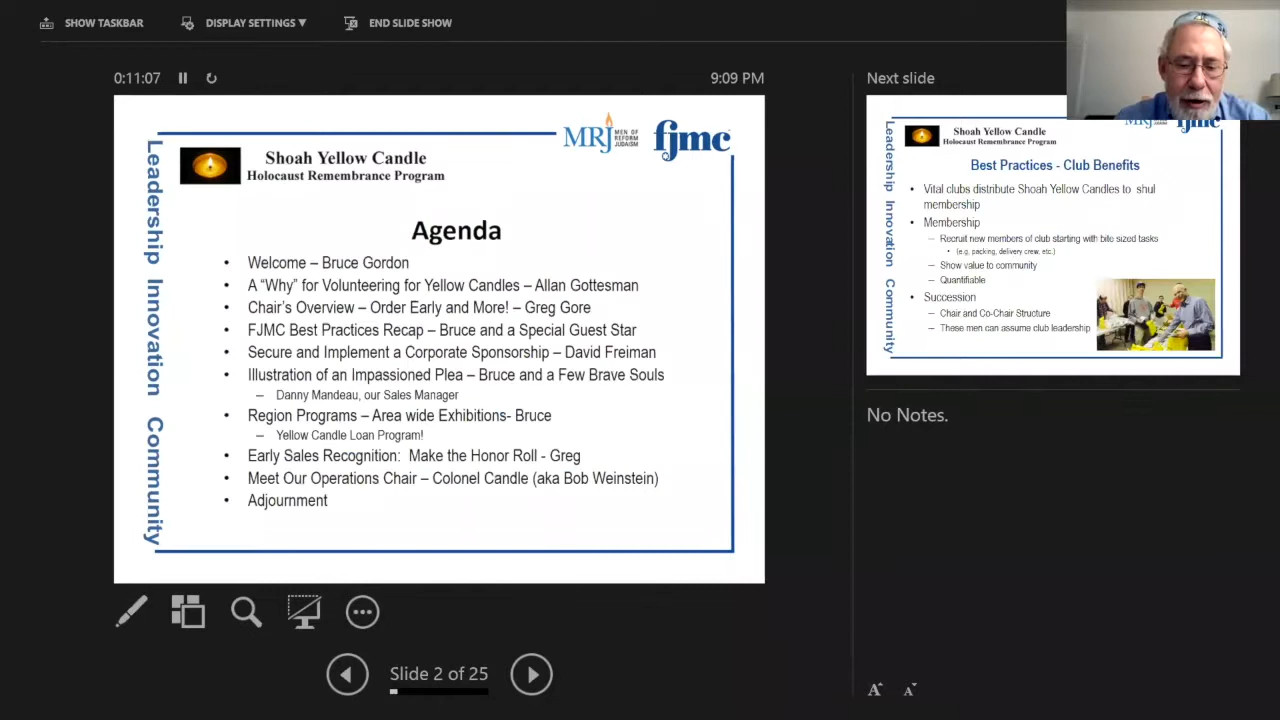 SHOW TASKBAR
DISPLAY SETTINGS ▼
END SLIDE SHOW
0:11:07
9:09 PM
Leadership Innovation Community
MRJ MEN OF REFORM JUDAISM
fjmc
Shoah Yellow Candle
Holocaust Remembrance Program
Agenda
• Welcome – Bruce Gordon
• A “Why” for Volunteering for Yellow Candles – Allan Gottesman
• Chair’s Overview – Order Early and More! – Greg Gore
• FJMC Best Practices Recap – Bruce and a Special Guest Star
• Secure and Implement a Corporate Sponsorship – David Freiman
• Illustration of an Impassioned Plea – Bruce and a Few Brave Souls
– Danny Mandeau, our Sales Manager
• Region Programs – Area wide Exhibitions- Bruce
– Yellow Candle Loan Program!
• Early Sales Recognition: Make the Honor Roll - Greg
• Meet Our Operations Chair – Colonel Candle (aka Bob Weinstein)
• Adjournment
Slide 2 of 25
Next slide
Leadership Innovation Community
MRJ
fjmc
Shoah Yellow Candle
Holocaust Remembrance Program
Best Practices - Club Benefits
• Vital clubs distribute Shoah Yellow Candles to shul
membership
• Membership
– Recruit new members of club starting with bite sized tasks
• (e.g, packing, delivery crew, etc.)
– Show value to community
– Quantifiable
• Succession
– Chair and Co-Chair Structure
– These men can assume club leadership
No Notes.
A A